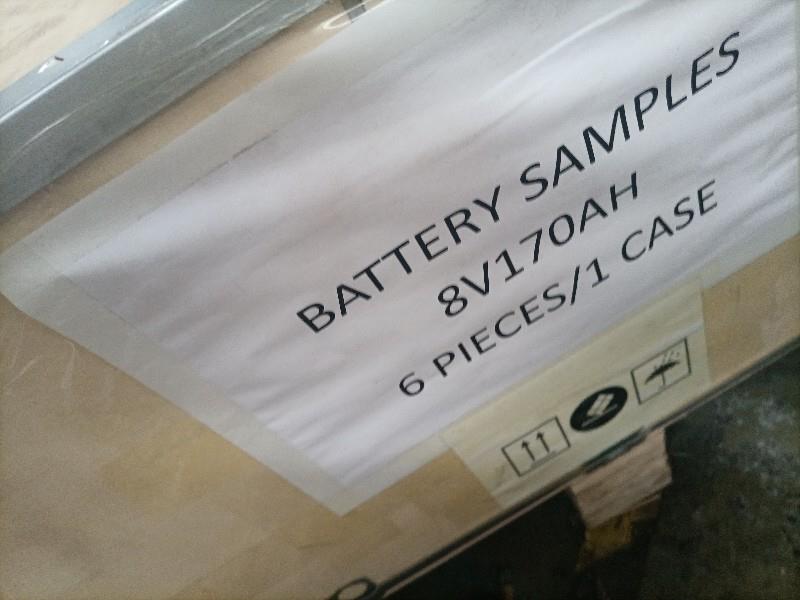 BATTERY SAMPLES
8V170AH
6 PIECES/1 CASE